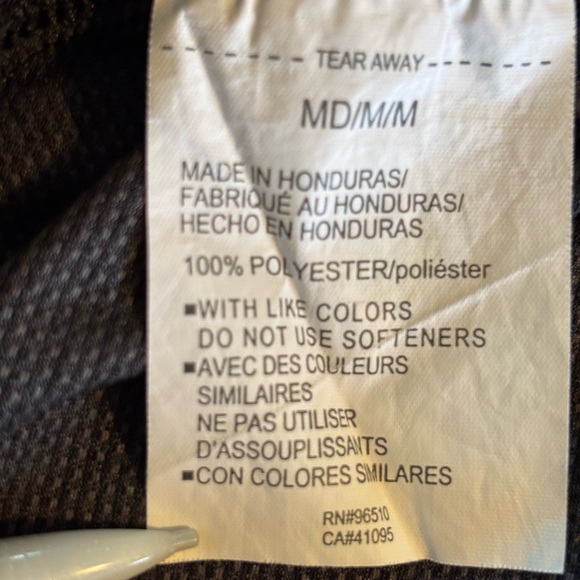 TEAR AWAY
MD/M/M
MADE IN HONDURAS/
FABRIQUÉ AU HONDURAS/
HECHO EN HONDURAS
100% POLYESTER/poliéster
■WITH LIKE COLORS
DO NOT USE SOFTENERS
■AVEC DES COULEURS
SIMILAIRES
NE PAS UTILISER
D'ASSOUPLISSANTS
■CON COLORES SIMILARES
RN#96510
CA#41095